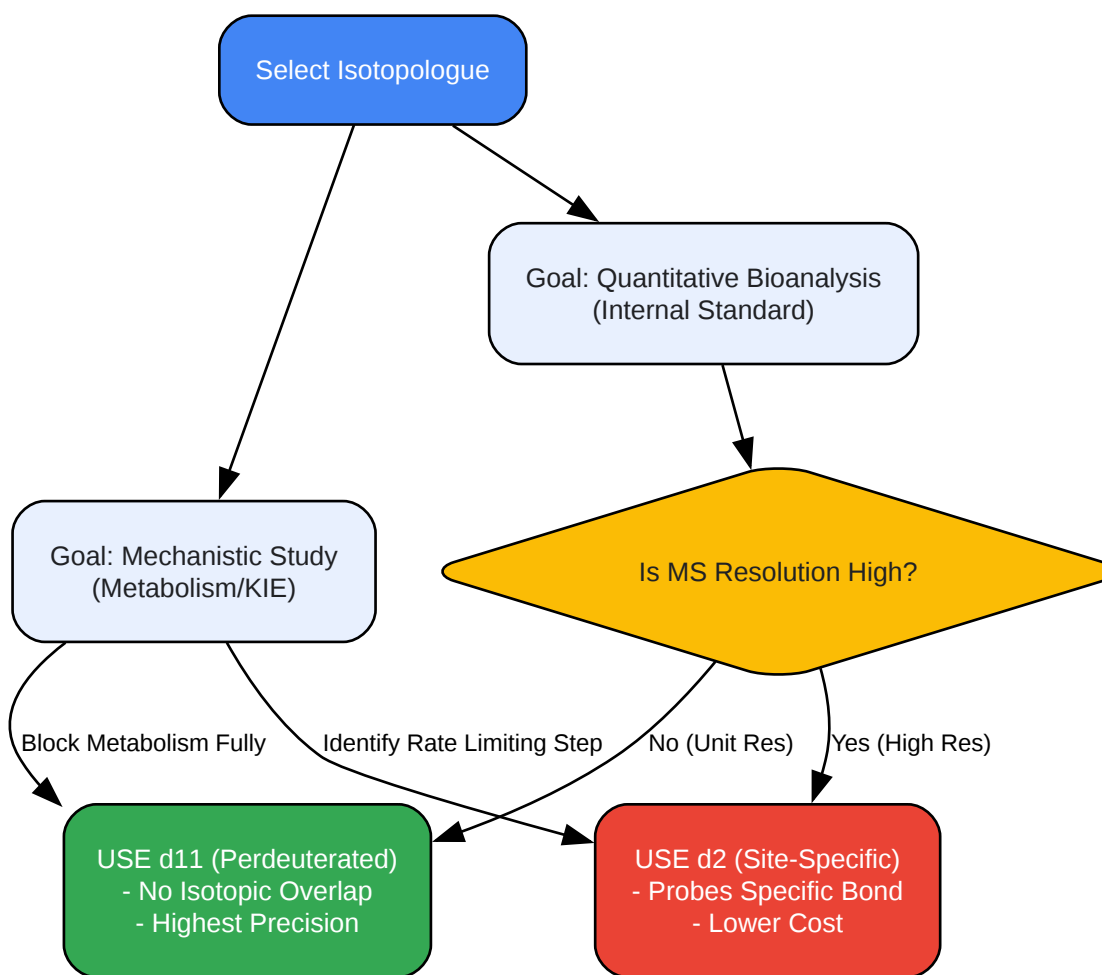 Select Isotopologue
Goal: Quantitative Bioanalysis
(Internal Standard)
Goal: Mechanistic Study
(Metabolism/KIE)
Is MS Resolution High?
Block Metabolism Fully
Identify Rate Limiting Step
No (Unit Res)
Yes (High Res)
USE d11 (Perdeuterated)
- No Isotopic Overlap
- Highest Precision
USE d2 (Site-Specific)
- Probes Specific Bond
- Lower Cost